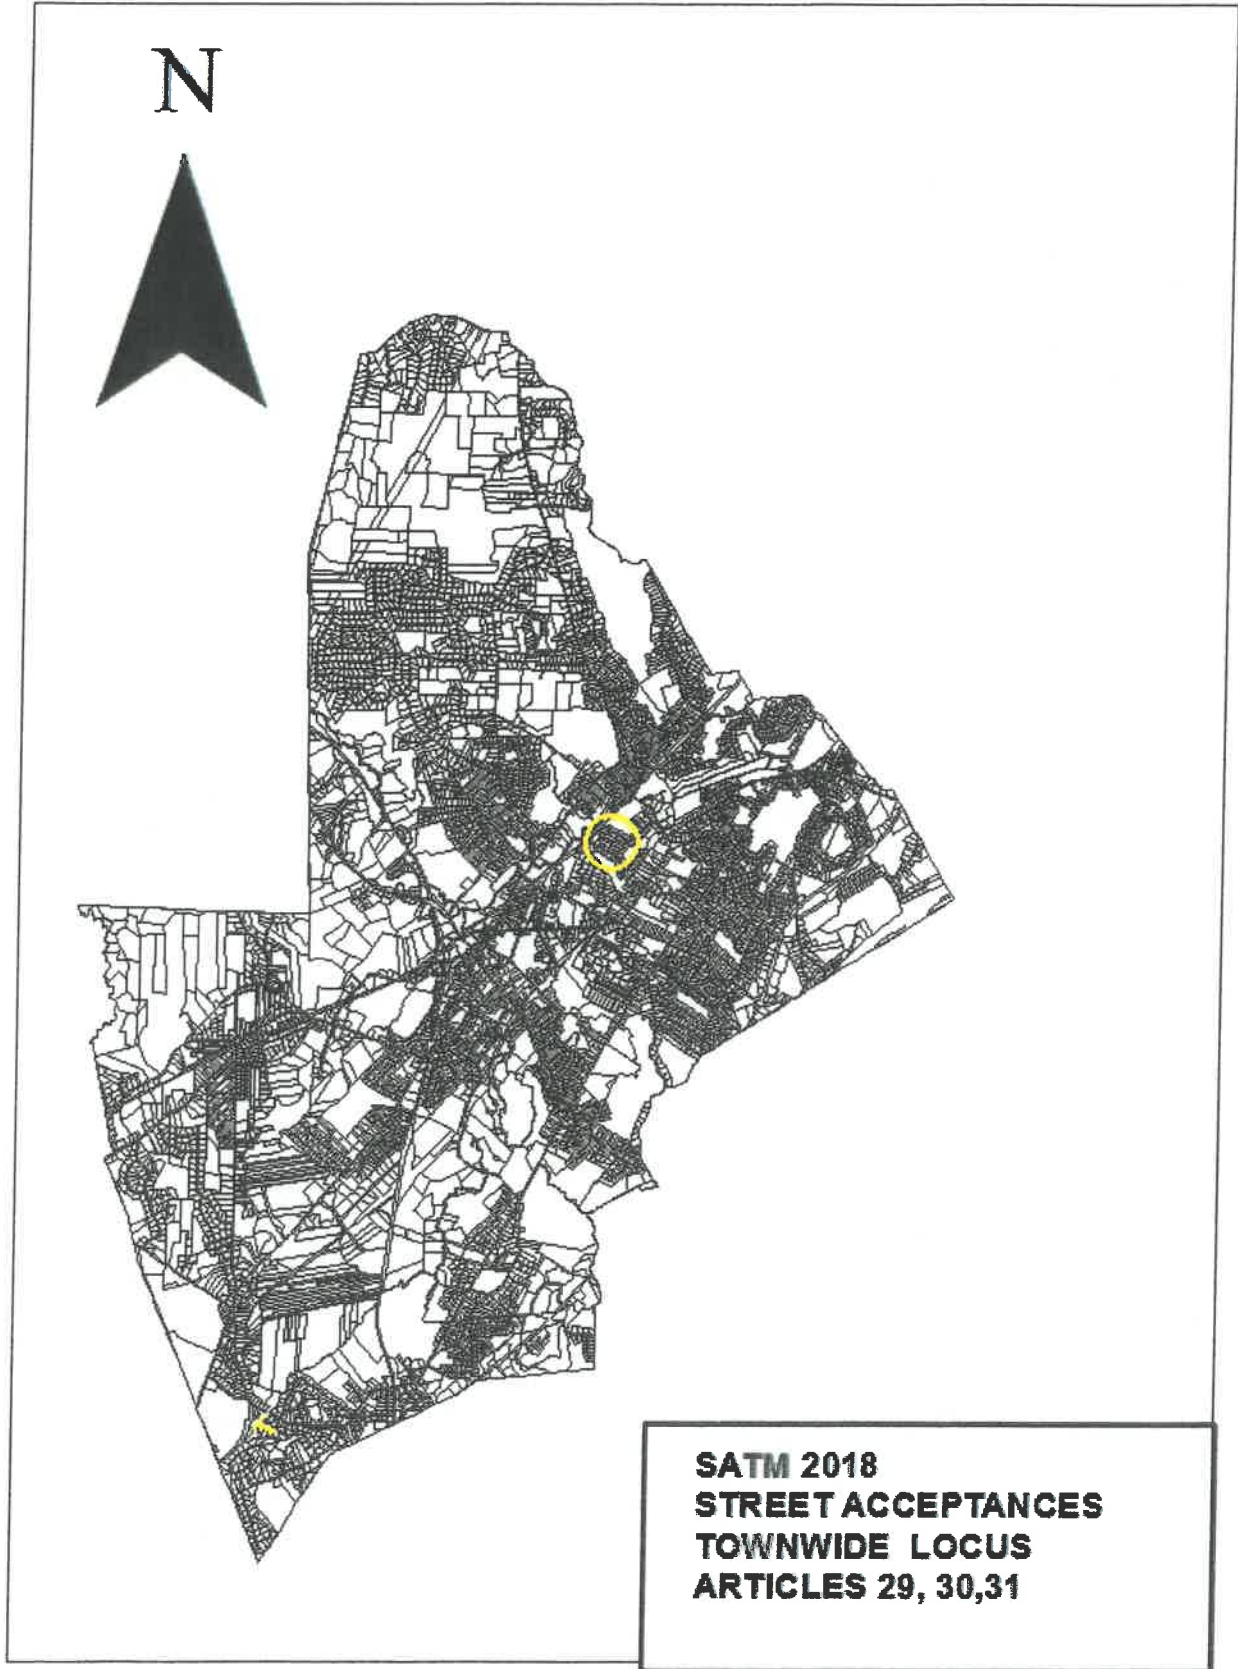 N
SATM 2018
STREET ACCEPTANCES
TOWNWIDE LOCUS
ARTICLES 29, 30,31